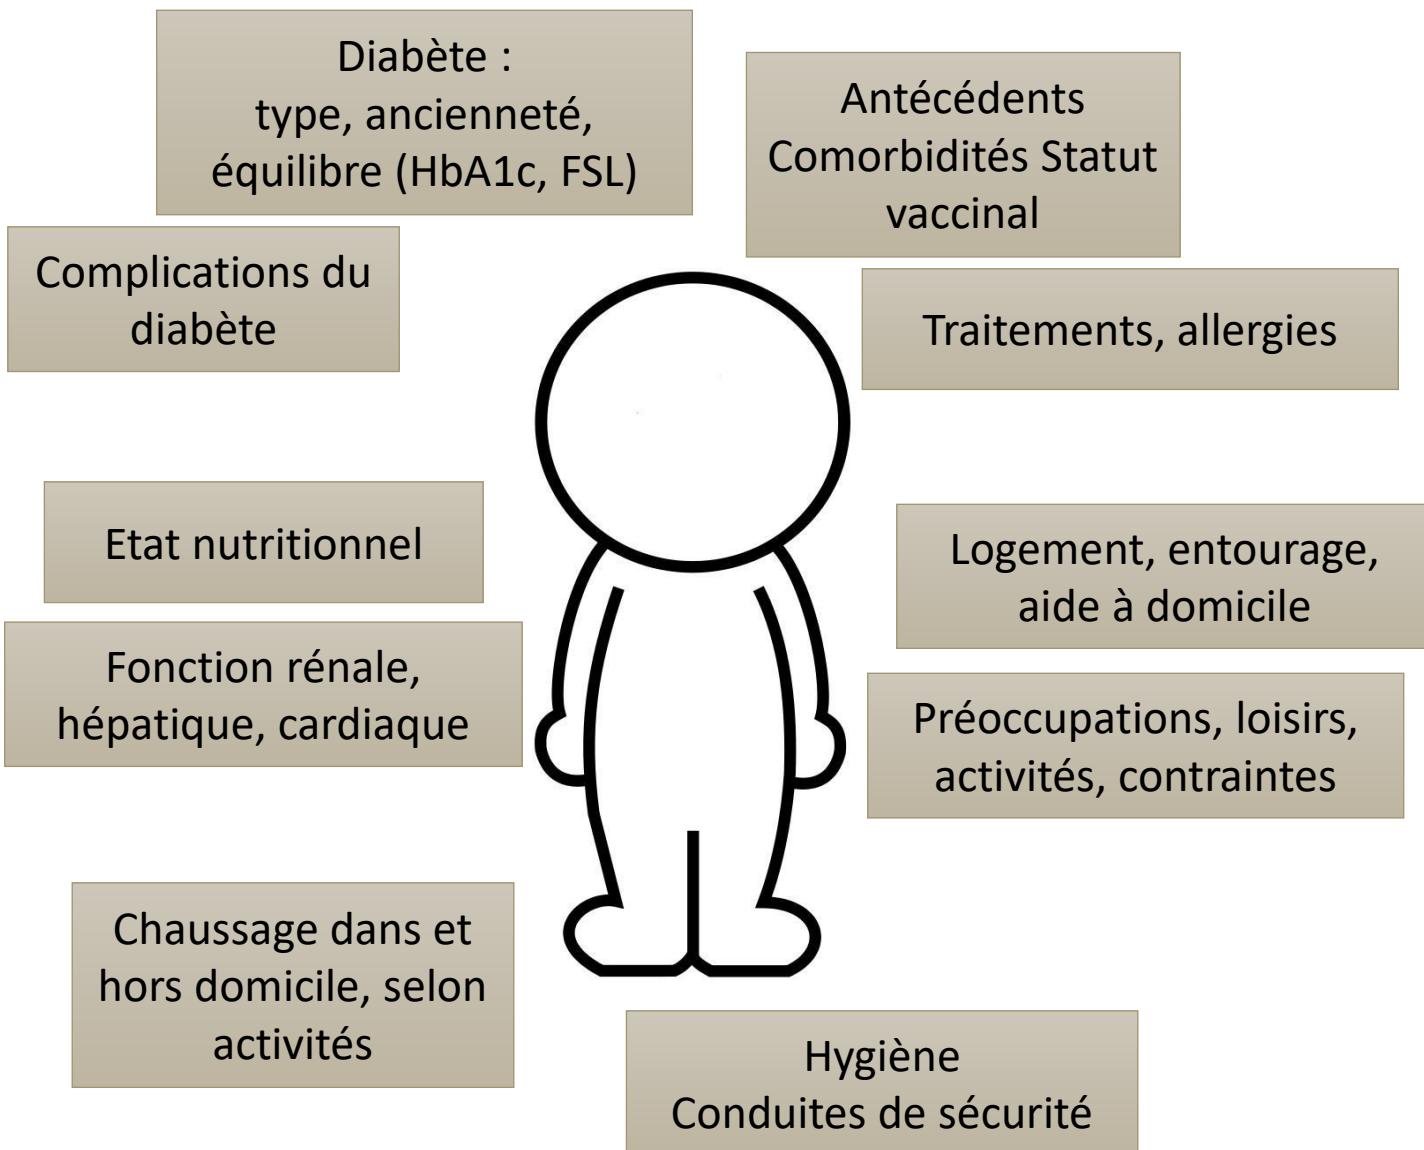 Diabète :
type, ancienneté,
équilibre (HbA1c, FSL)
Antécédents
Comorbidités Statut
vaccinal
Complications du
diabète
Traitements, allergies
Etat nutritionnel
Logement, entourage,
aide à domicile
Fonction rénale,
hépatique, cardiaque
Préoccupations, loisirs,
activités, contraintes
Chaussage dans et
hors domicile, selon
activités
Hygiène
Conduites de sécurité